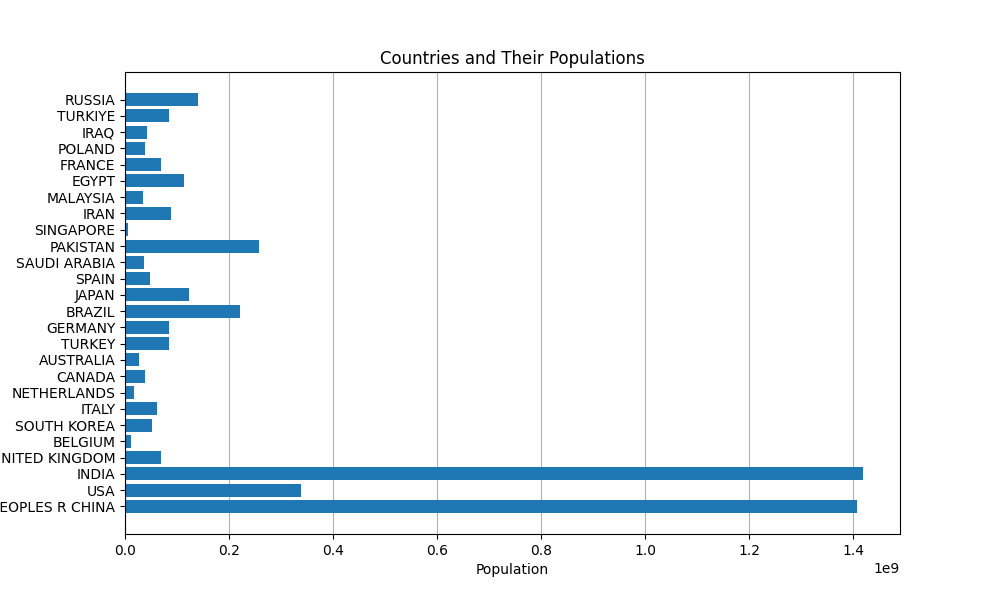 Countries and Their Populations
RUSSIA
TURKIYE
IRAQ
POLAND
FRANCE
EGYPT
MALAYSIA
IRAN
SINGAPORE
PAKISTAN
SAUDI ARABIA
SPAIN
JAPAN
BRAZIL
GERMANY
TURKEY
AUSTRALIA
CANADA
NETHERLANDS
ITALY
SOUTH KOREA
BELGIUM
NITED KINGDOM
INDIA
USA
EOPLES R CHINA
0.0 0.2 0.4 0.6 0.8 1.0 1.2 1.4
1e9
Population